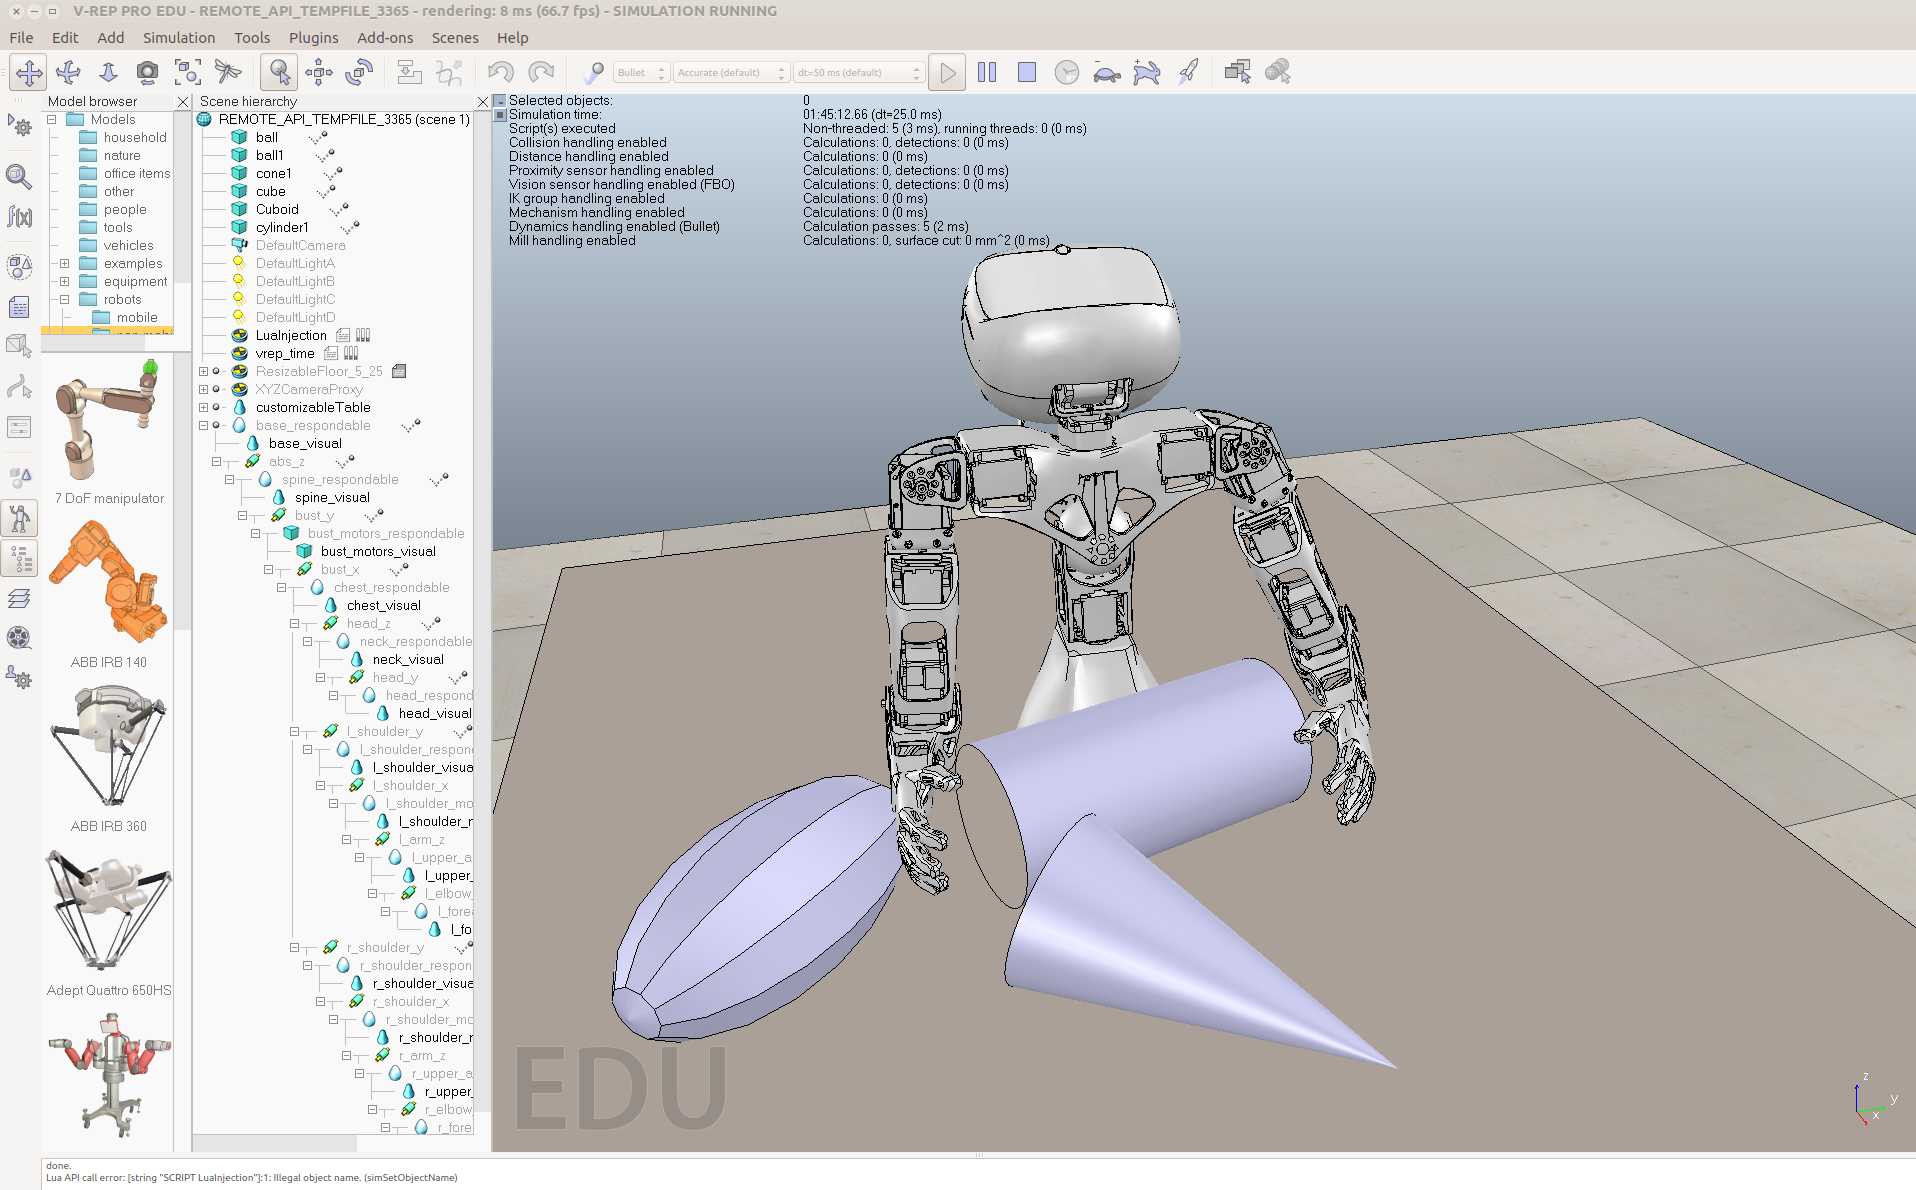 V-REP PRO EDU - REMOTE_API_TEMPFILE_3365 - rendering: 8 ms (66.7 fps) - SIMULATION RUNNING
File Edit Add Simulation Tools Plugins Add-ons Scenes Help
Bullet Accurate (default) dt=50 ms (default)
Model browser
Models
household
nature
office items
other
people
tools
vehicles
examples
equipment
robots
mobile
7 DoF manipulator
ABB IRB 140
ABB IRB 360
Adept Quattro 650HS
Scene hierarchy
REMOTE_API_TEMPFILE_3365 (scene 1)
ball
ball1
cone1
cube
Cuboid
cylinder1
DefaultCamera
DefaultLightA
DefaultLightB
DefaultLightC
DefaultLightD
LuaInjection
vrep_time
ResizableFloor_5_25
XYZCameraProxy
customizableTable
base_respondable
base_visual
abs_z
spine_respondable
spine_visual
bust_y
bust_motors_respondable
bust_motors_visual
bust_x
chest_respondable
chest_visual
head_z
neck_respondable
neck_visual
head_y
head_respond
head_visual
l_shoulder_y
l_shoulder_respon
l_shoulder_visua
l_shoulder_x
l_shoulder_mo
l_shoulder_r
l_arm_z
l_upper_a
l_upper_
l_elbow_
l_fore
l_fo
r_shoulder_y
r_shoulder_respon
r_shoulder_visua
r_shoulder_x
r_shoulder_mo
r_shoulder_r
r_arm_z
r_upper_a
r_upper_
r_elbow_
r_fore
Selected objects: 0
Simulation time: 01:45:12.66 (dt=25.0 ms)
Script(s) executed Non-threaded: 5 (3 ms), running threads: 0 (0 ms)
Collision handling enabled Calculations: 0, detections: 0 (0 ms)
Distance handling enabled Calculations: 0 (0 ms)
Proximity sensor handling enabled Calculations: 0, detections: 0 (0 ms)
Vision sensor handling enabled (FBO) Calculations: 0, detections: 0 (0 ms)
IK group handling enabled Calculations: 0 (0 ms)
Mechanism handling enabled Calculations: 0 (0 ms)
Dynamics handling enabled (Bullet) Calculation passes: 5 (2 ms)
Mill handling enabled Calculations: 0, surface cut: 0 mm^2 (0 ms)
EDU
z
y
x
done.
Lua API call error: [string "SCRIPT LuaInjection"]:1: Illegal object name. (simSetObjectName)